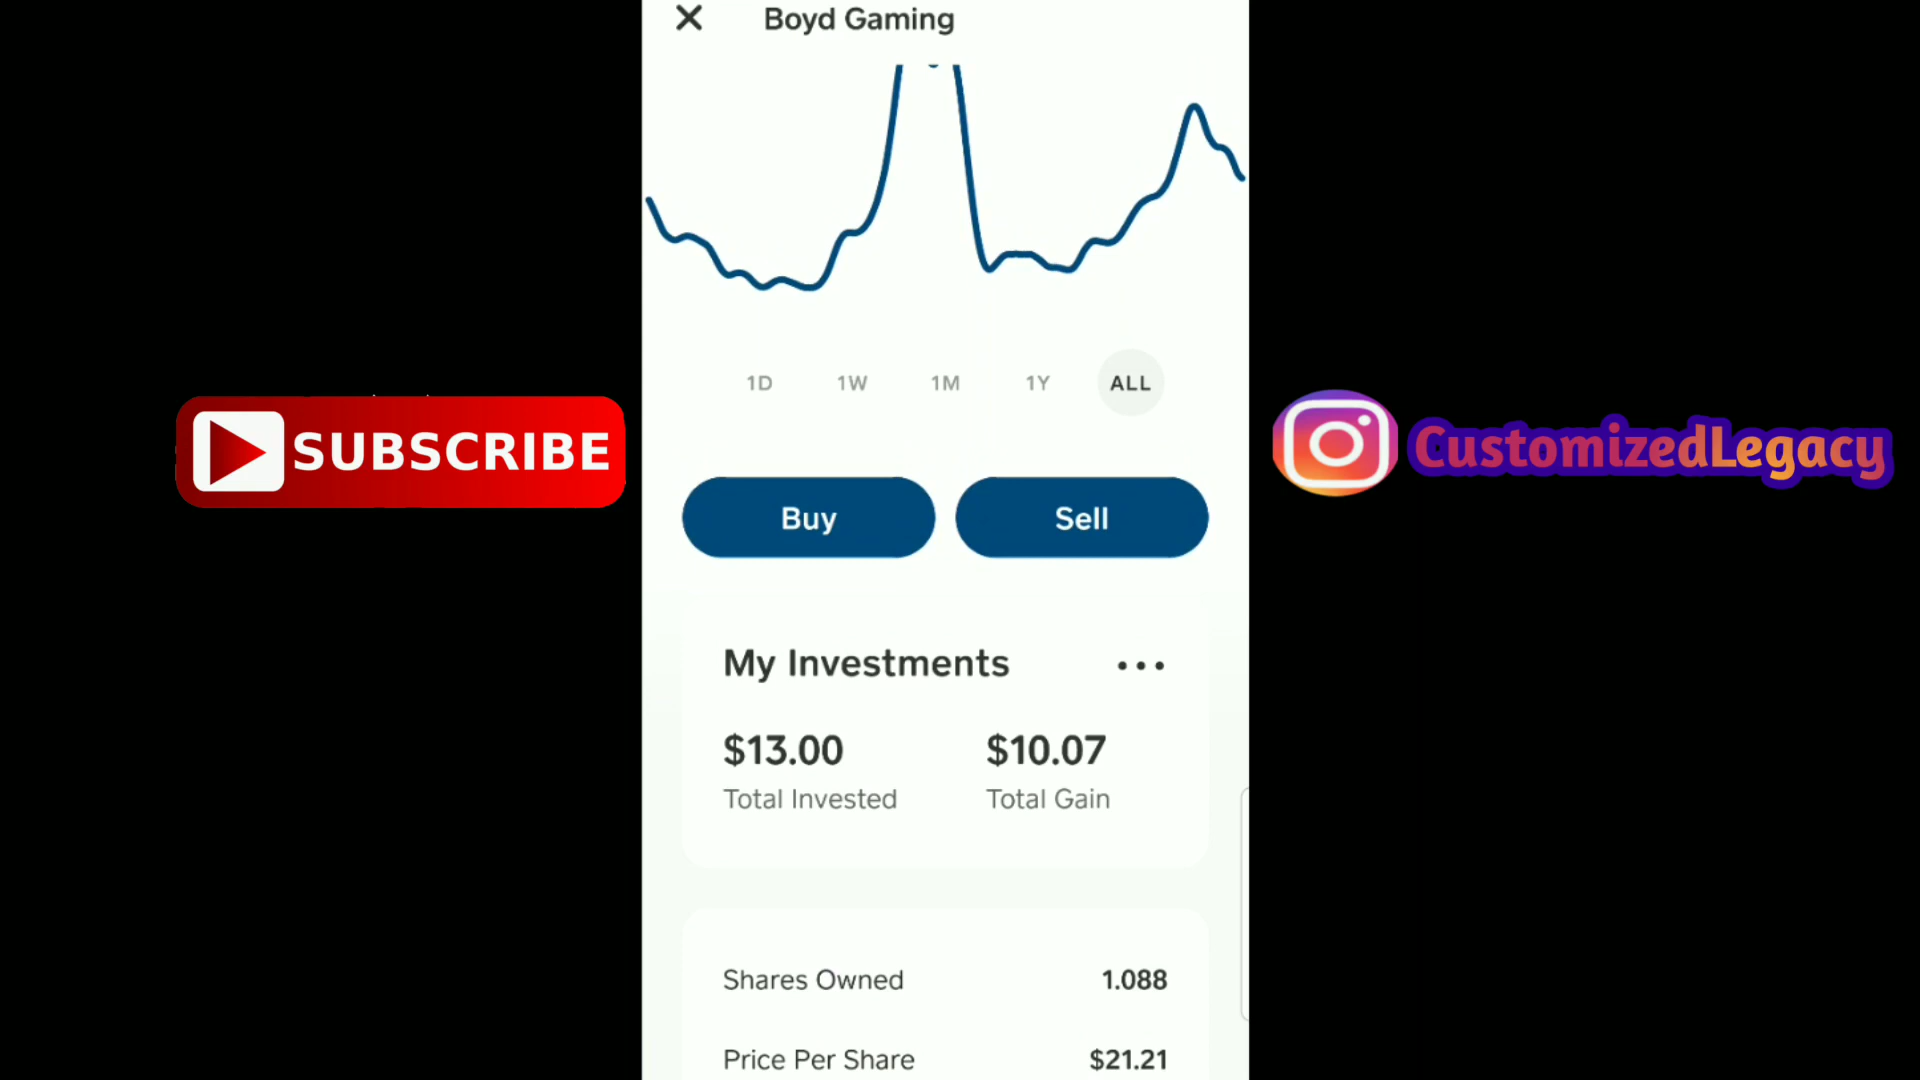 Boyd Gaming
1D 1W 1M 1Y ALL
SUBSCRIBE
CustomizedLegacy
Buy Sell
My Investments
$13.00 $10.07
Total Invested Total Gain
Shares Owned 1.088
Price Per Share $21.21